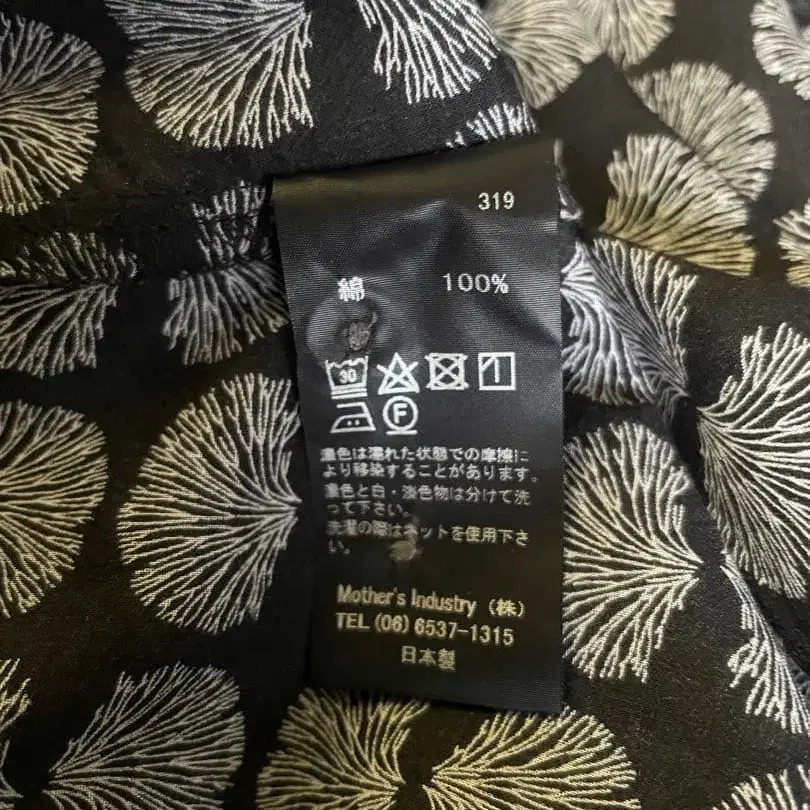 319
綿 100%
30
F
濃色は濡れた状態での摩擦に
より移染することがあります。
濃色と白・淡色物は分けて洗
って下さい。
洗濯の際はネットを使用下さ
い。
Mother's Industry (株)
TEL (06) 6537-1315
日本製